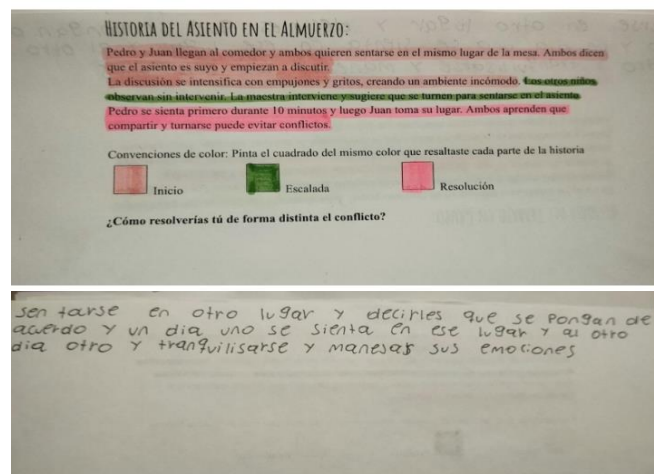 HISTORIA DEL ASIENTO EN EL ALMUERZO:
Pedro y Juan llegan al comedor y ambos quieren sentarse en el mismo lugar de la mesa. Ambos dicen
que el asiento es suyo y empiezan a discutir.
La discusión se intensifica con empujones y gritos, creando un ambiente incómodo. Los otros niños
observan sin intervenir. La maestra interviene y sugiere que se turnen para sentarse en el asiento.
Pedro se sienta primero durante 10 minutos y luego Juan toma su lugar. Ambos aprenden que
compartir y turnarse puede evitar conflictos.
Convenciones de color: Pinta el cuadrado del mismo color que resaltaste cada parte de la historia
Inicio Escalada Resolución
¿Cómo resolverías tú de forma distinta el conflicto?
sentarse en otro lugar y decirles que se pongan de
acuerdo y un dia uno se sienta en ese lugar y al otro
dia otro y tranquilisarse y manesar sus emociones